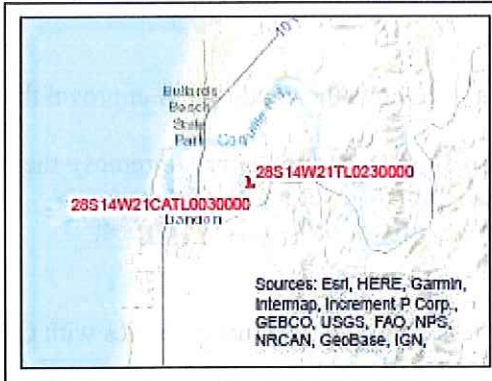 Bullards
Beach
State
Park
28S14W21TL0230000
28S14W21CATL0030000
Bandon
Sources: Esri, HERE, Garmin,
Intermap, increment P Corp.,
GEBCO, USGS, FAO, NPS,
NRCAN, GeoBase, IGN,